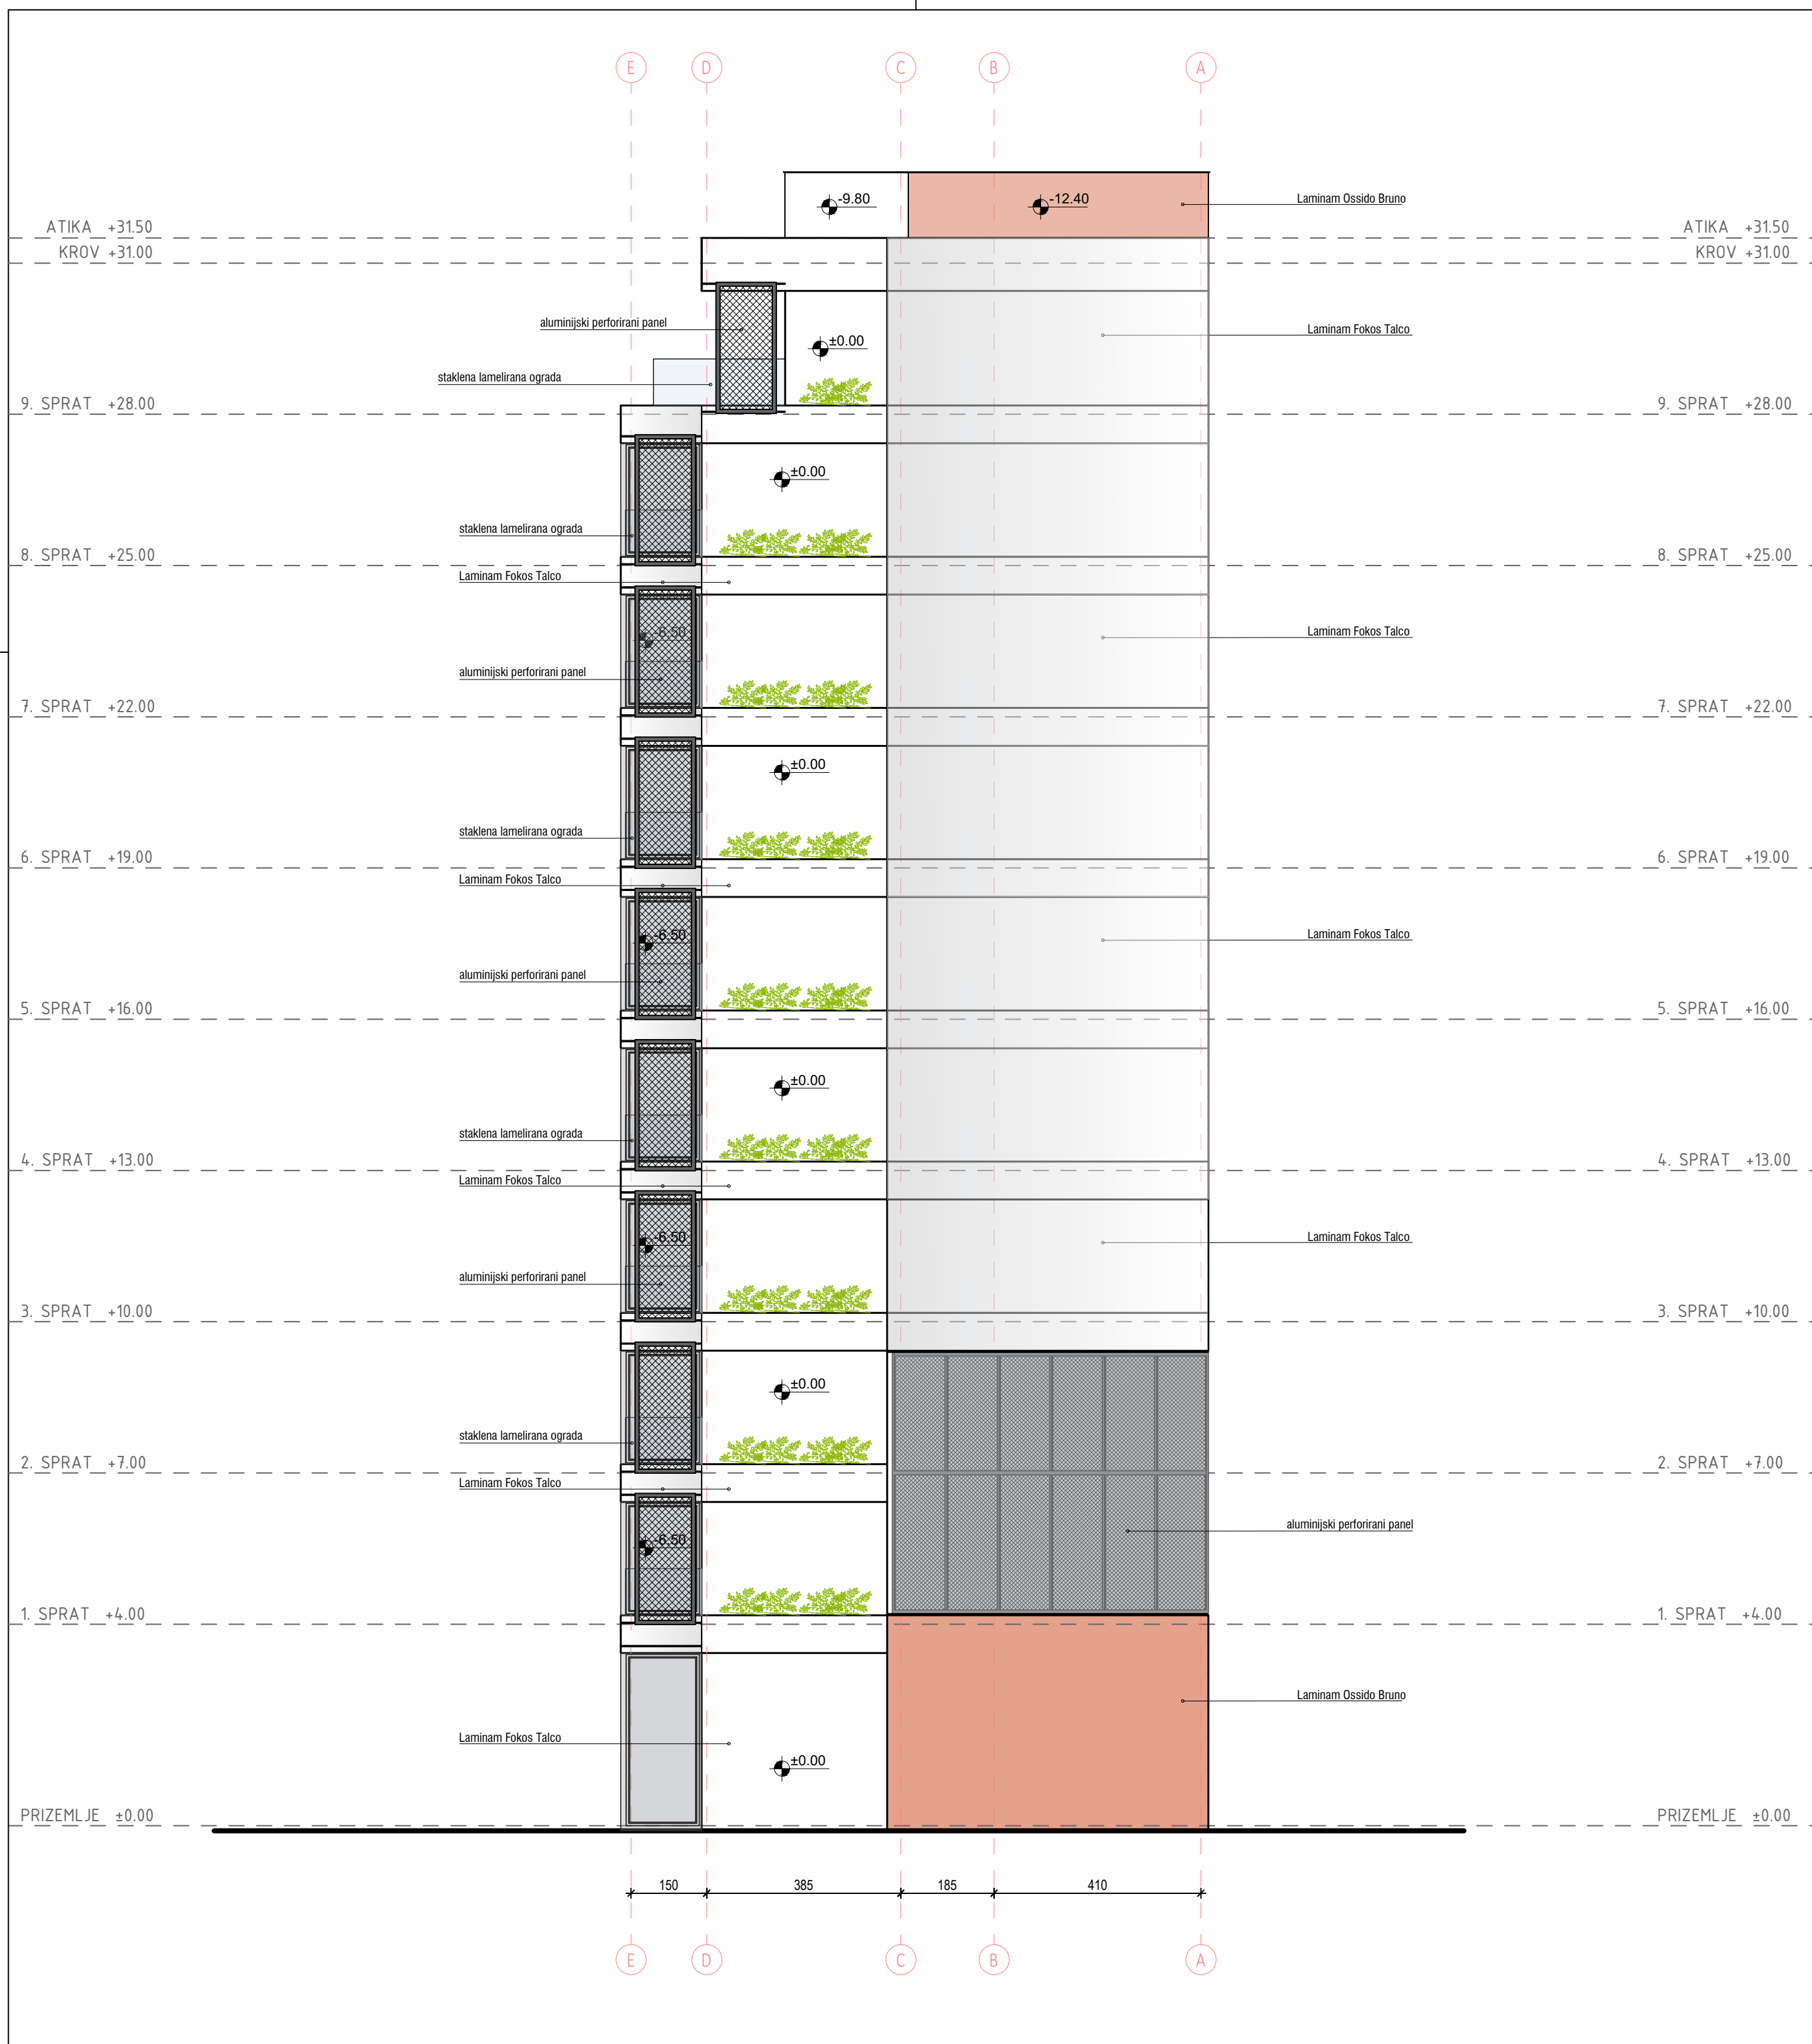 E D C B A
-9.80 -12.40 Laminam Ossido Bruno
ATIKA +31.50 ATIKA +31.50
KROV +31.00 KROV +31.00
aluminijski perforirani panel Laminam Fokos Talco
±0.00
staklena lamelirana ograda
9. SPRAT +28.00 9. SPRAT +28.00
±0.00
staklena lamelirana ograda
8. SPRAT +25.00 8. SPRAT +25.00
Laminam Fokos Talco
-6.50 Laminam Fokos Talco
aluminijski perforirani panel
7. SPRAT +22.00 7. SPRAT +22.00
±0.00
staklena lamelirana ograda
6. SPRAT +19.00 6. SPRAT +19.00
Laminam Fokos Talco
-6.50 Laminam Fokos Talco
aluminijski perforirani panel
5. SPRAT +16.00 5. SPRAT +16.00
±0.00
staklena lamelirana ograda
4. SPRAT +13.00 4. SPRAT +13.00
Laminam Fokos Talco
-6.50 Laminam Fokos Talco
aluminijski perforirani panel
3. SPRAT +10.00 3. SPRAT +10.00
±0.00
staklena lamelirana ograda
2. SPRAT +7.00 2. SPRAT +7.00
Laminam Fokos Talco
aluminijski perforirani panel
-6.50
1. SPRAT +4.00 1. SPRAT +4.00
Laminam Ossido Bruno
Laminam Fokos Talco
±0.00
PRIZEMLJE ±0.00 PRIZEMLJE ±0.00
150 385 185 410
E D C B A